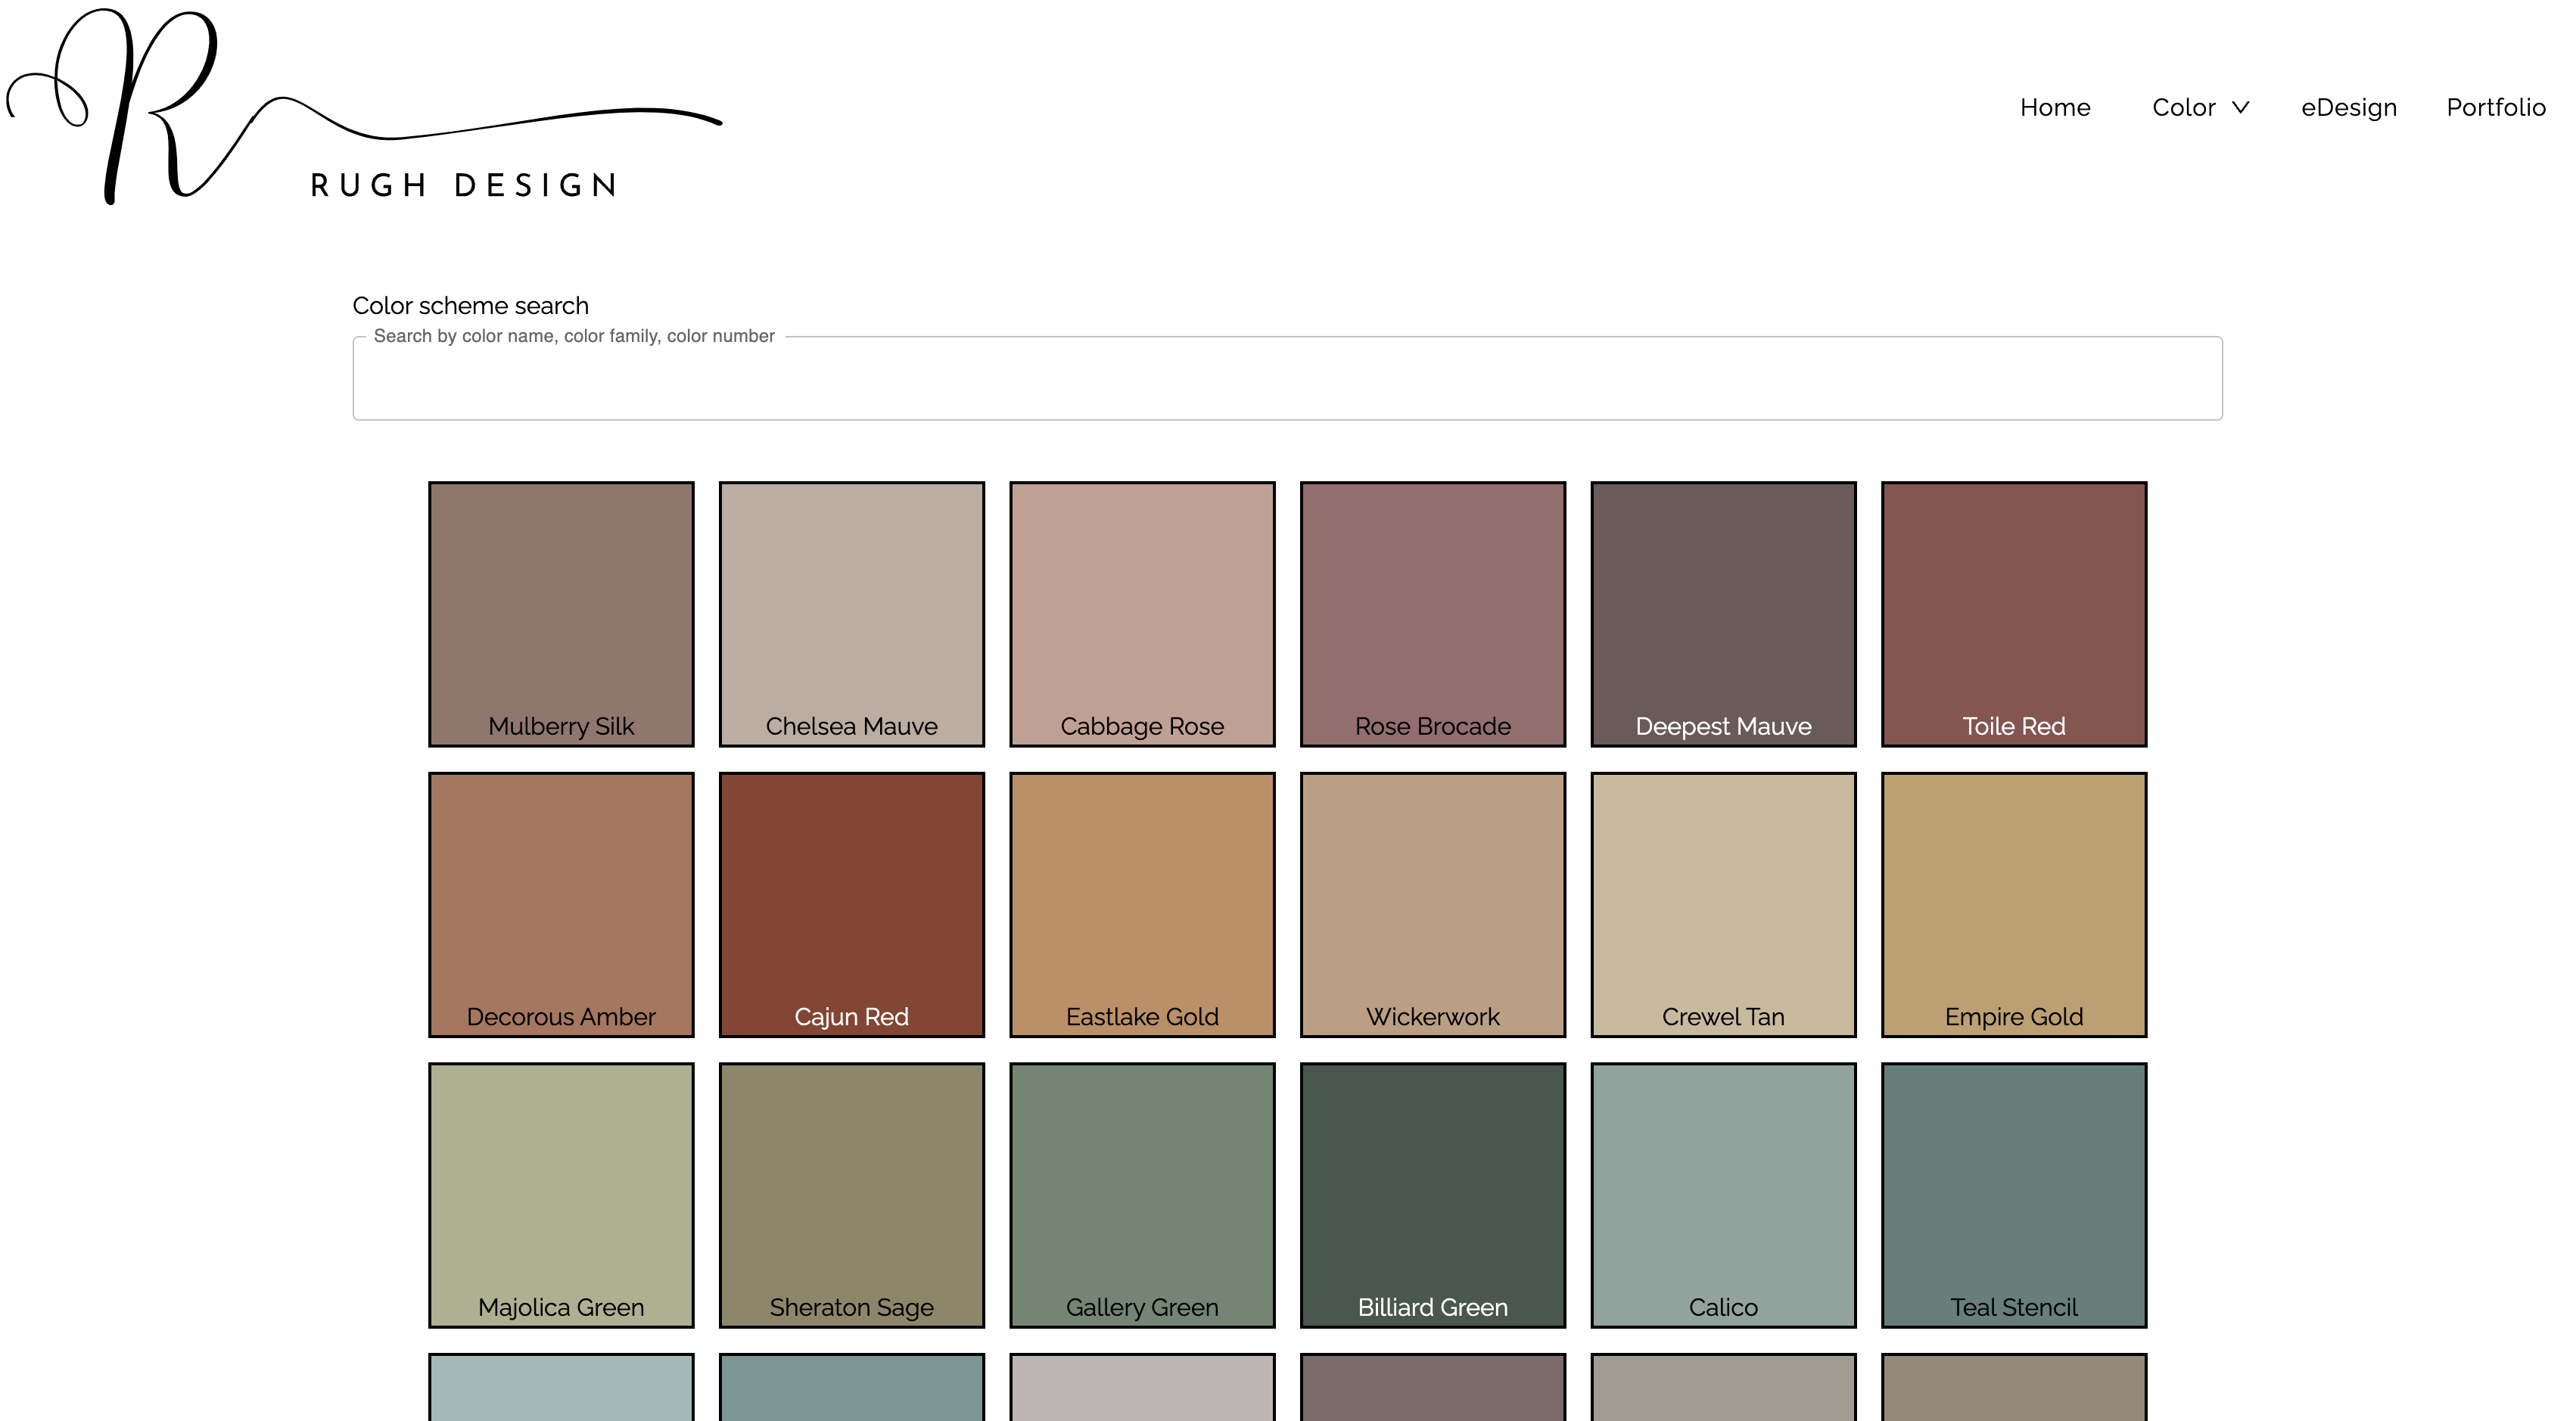 R
RUGH DESIGN
Home Color eDesign Portfolio
Color scheme search
Search by color name, color family, color number
Mulberry Silk Chelsea Mauve Cabbage Rose Rose Brocade Deepest Mauve Toile Red
Decorous Amber Cajun Red Eastlake Gold Wickerwork Crewel Tan Empire Gold
Majolica Green Sheraton Sage Gallery Green Billiard Green Calico Teal Stencil